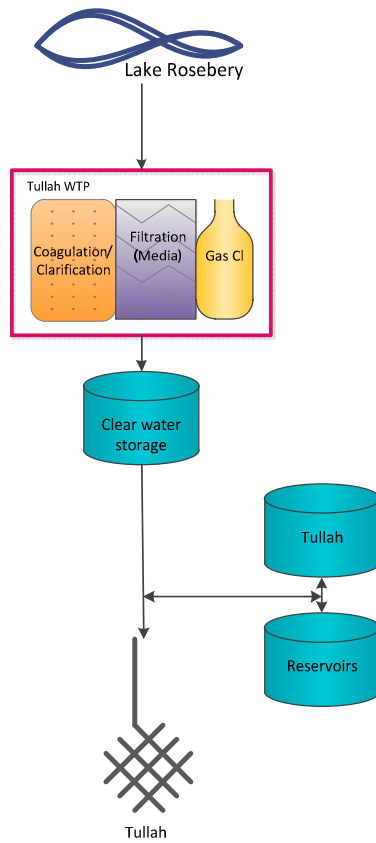 Lake Rosebery
Tullah WTP
Coagulation/
Clarification
Filtration
(Media)
Gas Cl
Clear water
storage
Tullah
Reservoirs
Tullah